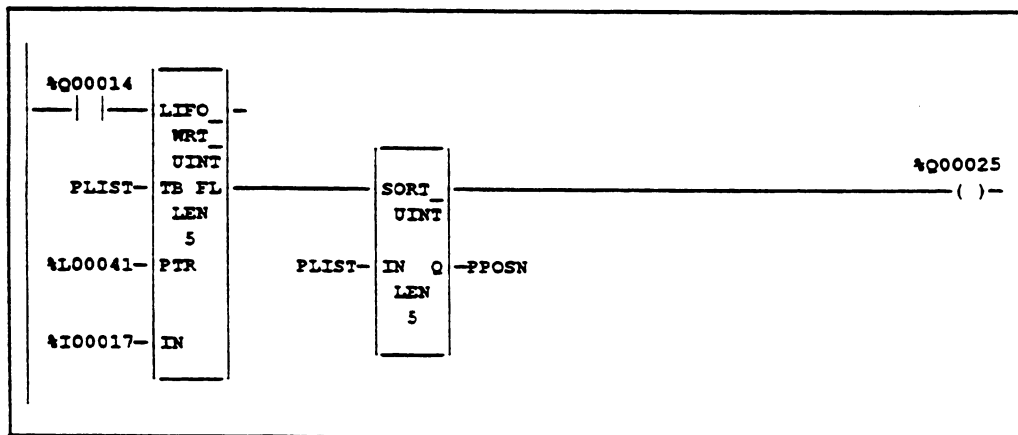 %Q00014
LIFO_
WRT_
UINT
%Q00025
PLIST TB FL SORT_
LEN UINT
5
%L00041 PTR PLIST IN Q PPOSN
LEN
5
%I00017 IN